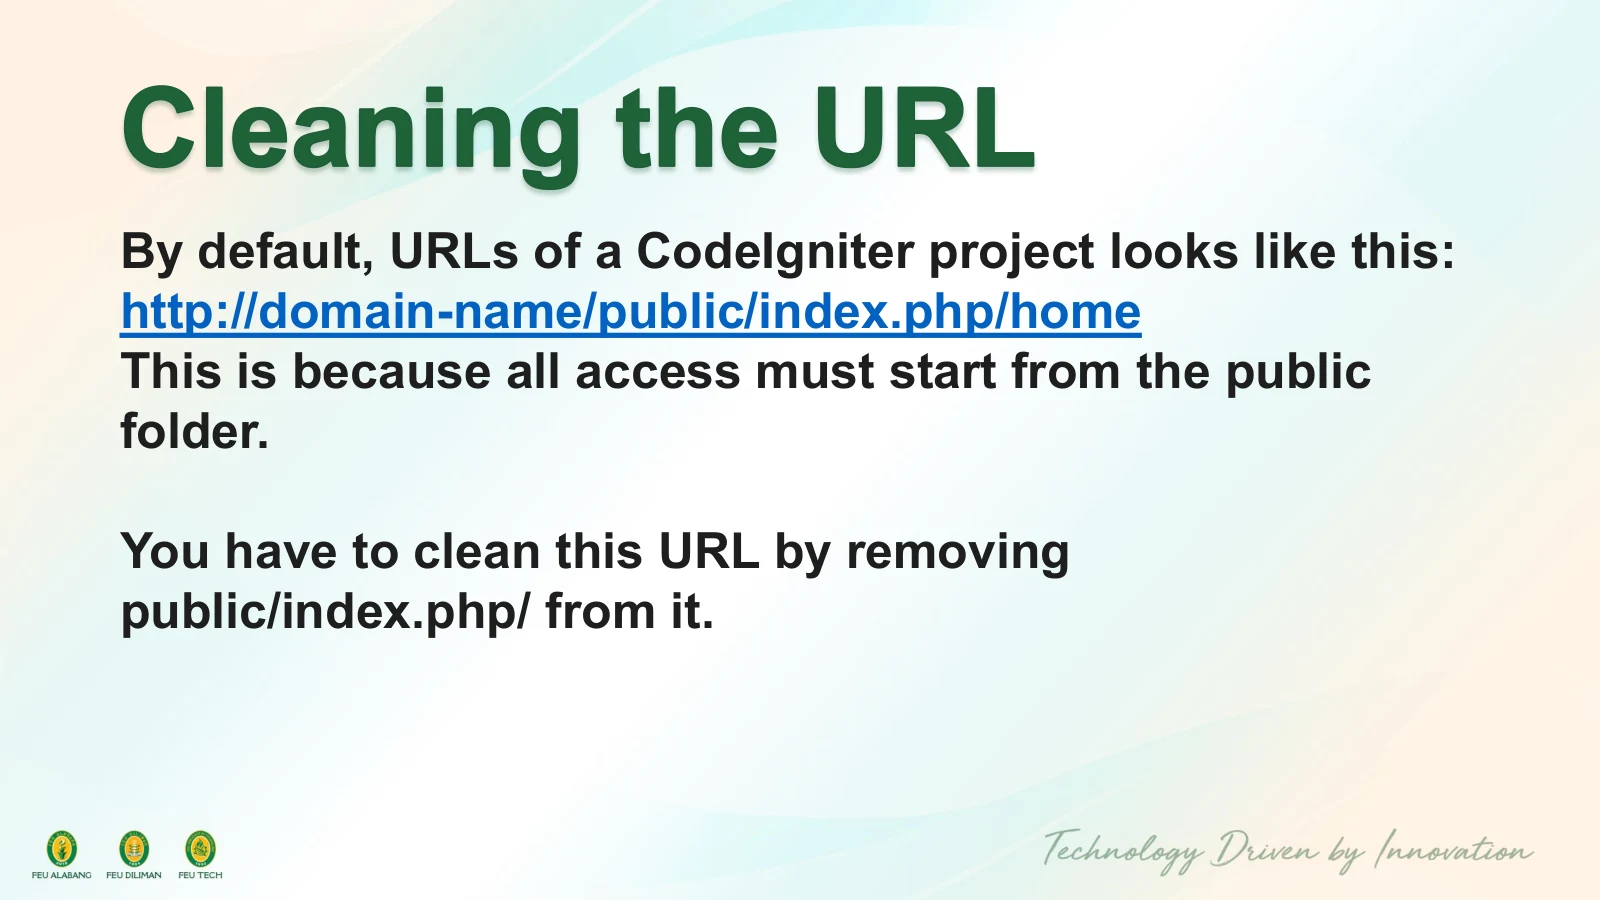 Cleaning the URL
By default, URLs of a CodeIgniter project looks like this:
http://domain-name/public/index.php/home
This is because all access must start from the public
folder.
You have to clean this URL by removing
public/index.php/ from it.
FEU ALABANG FEU DILIMAN FEU TECH
Technology Driven by Innovation